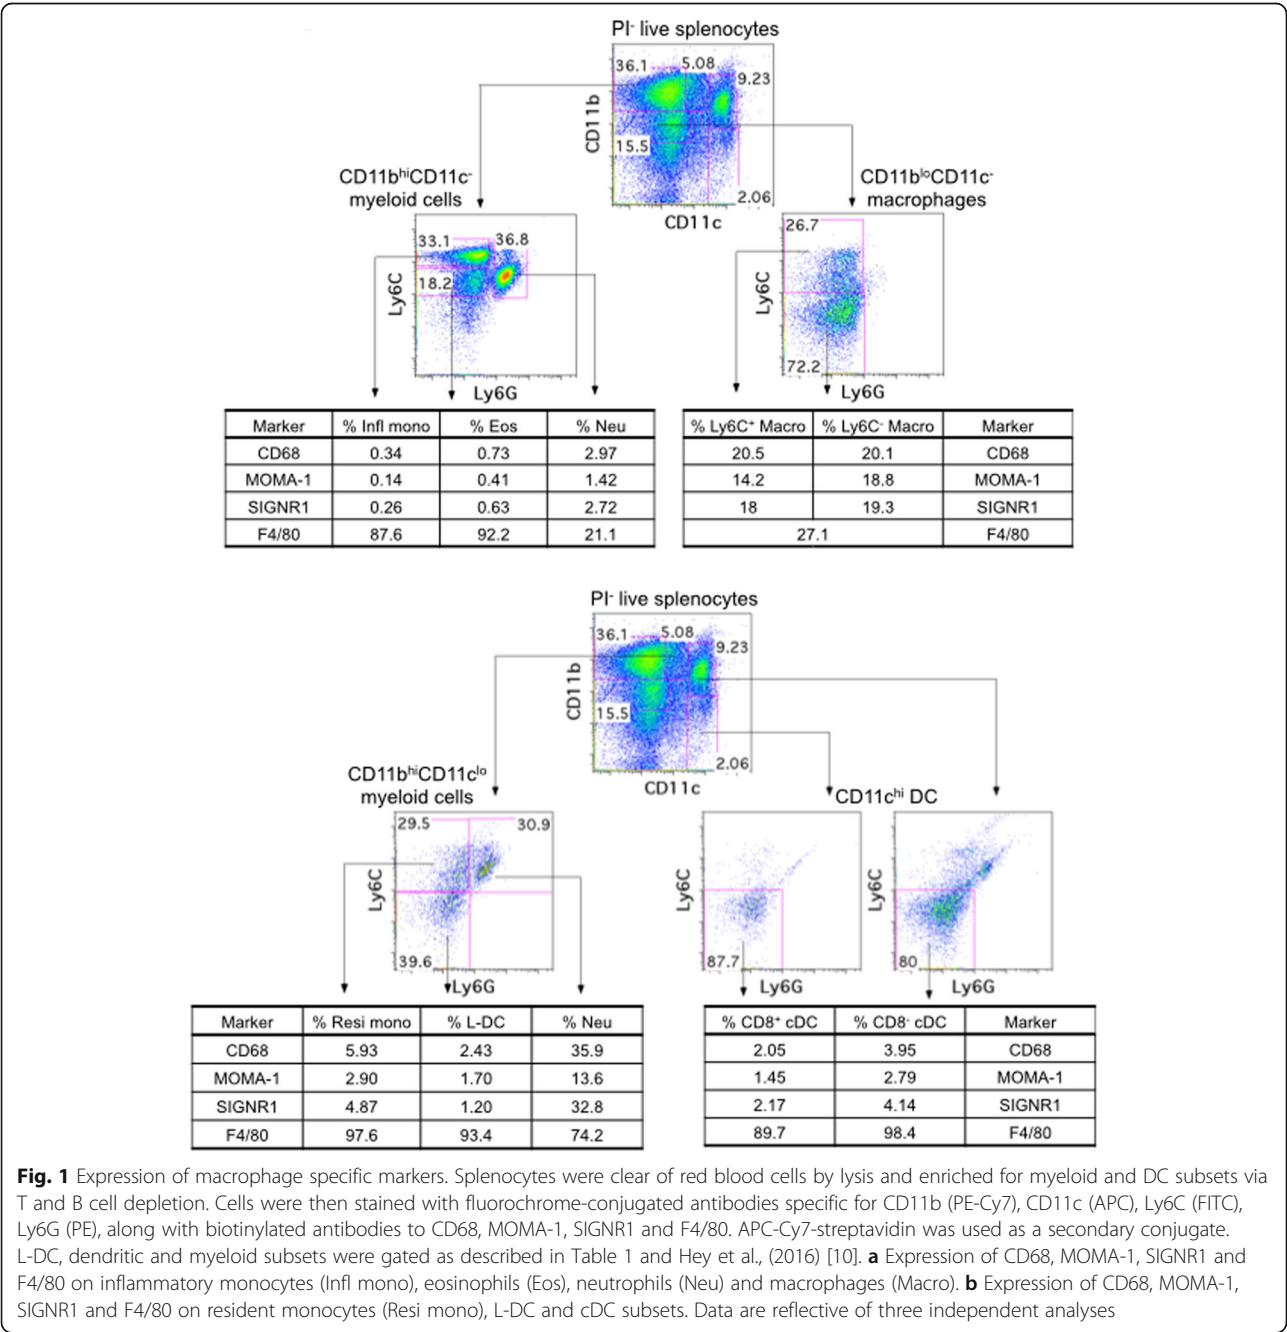 PI- live splenocytes
36.1
5.08
9.23
15.5
2.06
CD11b
CD11c
CD11bhiCD11c-
myeloid cells
CD11bloCD11c-
macrophages
33.1
36.8
18.2
Ly6C
Ly6G
26.7
72.2
Ly6C
Ly6G
Marker % Infl mono % Eos % Neu
CD68 0.34 0.73 2.97
MOMA-1 0.14 0.41 1.42
SIGNR1 0.26 0.63 2.72
F4/80 87.6 92.2 21.1
% Ly6C+ Macro % Ly6C- Macro Marker
20.5 20.1 CD68
14.2 18.8 MOMA-1
18 19.3 SIGNR1
27.1 F4/80
PI- live splenocytes
36.1
5.08
9.23
15.5
2.06
CD11b
CD11c
CD11bhiCD11clo
myeloid cells
CD11chi DC
29.5
30.9
39.6
Ly6C
Ly6G
87.7
Ly6C
Ly6G
80
Ly6C
Ly6G
Marker % Resi mono % L-DC % Neu
CD68 5.93 2.43 35.9
MOMA-1 2.90 1.70 13.6
SIGNR1 4.87 1.20 32.8
F4/80 97.6 93.4 74.2
% CD8+ cDC % CD8- cDC Marker
2.05 3.95 CD68
1.45 2.79 MOMA-1
2.17 4.14 SIGNR1
89.7 98.4 F4/80
Fig. 1 Expression of macrophage specific markers. Splenocytes were clear of red blood cells by lysis and enriched for myeloid and DC subsets via
T and B cell depletion. Cells were then stained with fluorochrome-conjugated antibodies specific for CD11b (PE-Cy7), CD11c (APC), Ly6C (FITC),
Ly6G (PE), along with biotinylated antibodies to CD68, MOMA-1, SIGNR1 and F4/80. APC-Cy7-streptavidin was used as a secondary conjugate.
L-DC, dendritic and myeloid subsets were gated as described in Table 1 and Hey et al., (2016) [10]. a Expression of CD68, MOMA-1, SIGNR1 and
F4/80 on inflammatory monocytes (Infl mono), eosinophils (Eos), neutrophils (Neu) and macrophages (Macro). b Expression of CD68, MOMA-1,
SIGNR1 and F4/80 on resident monocytes (Resi mono), L-DC and cDC subsets. Data are reflective of three independent analyses